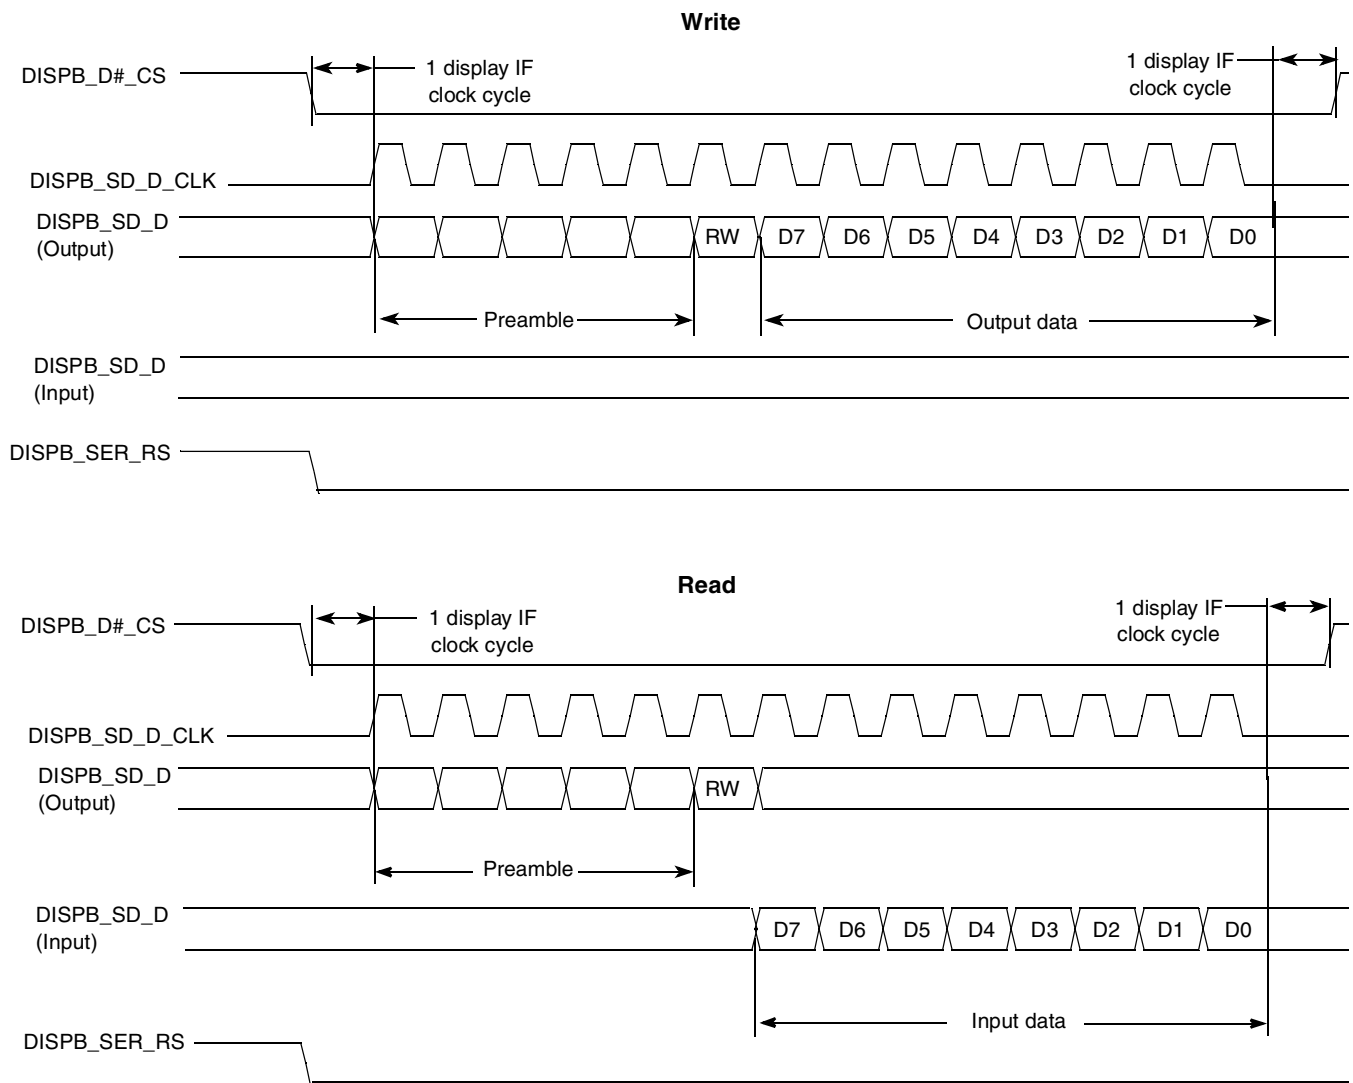 Write
DISPB_D#_CS
1 display IF
clock cycle
1 display IF
clock cycle
DISPB_SD_D_CLK
DISPB_SD_D
(Output)
RW D7 D6 D5 D4 D3 D2 D1 D0
Preamble
Output data
DISPB_SD_D
(Input)
DISPB_SER_RS
Read
DISPB_D#_CS
1 display IF
clock cycle
1 display IF
clock cycle
DISPB_SD_D_CLK
DISPB_SD_D
(Output)
RW
Preamble
DISPB_SD_D
(Input)
D7 D6 D5 D4 D3 D2 D1 D0
Input data
DISPB_SER_RS